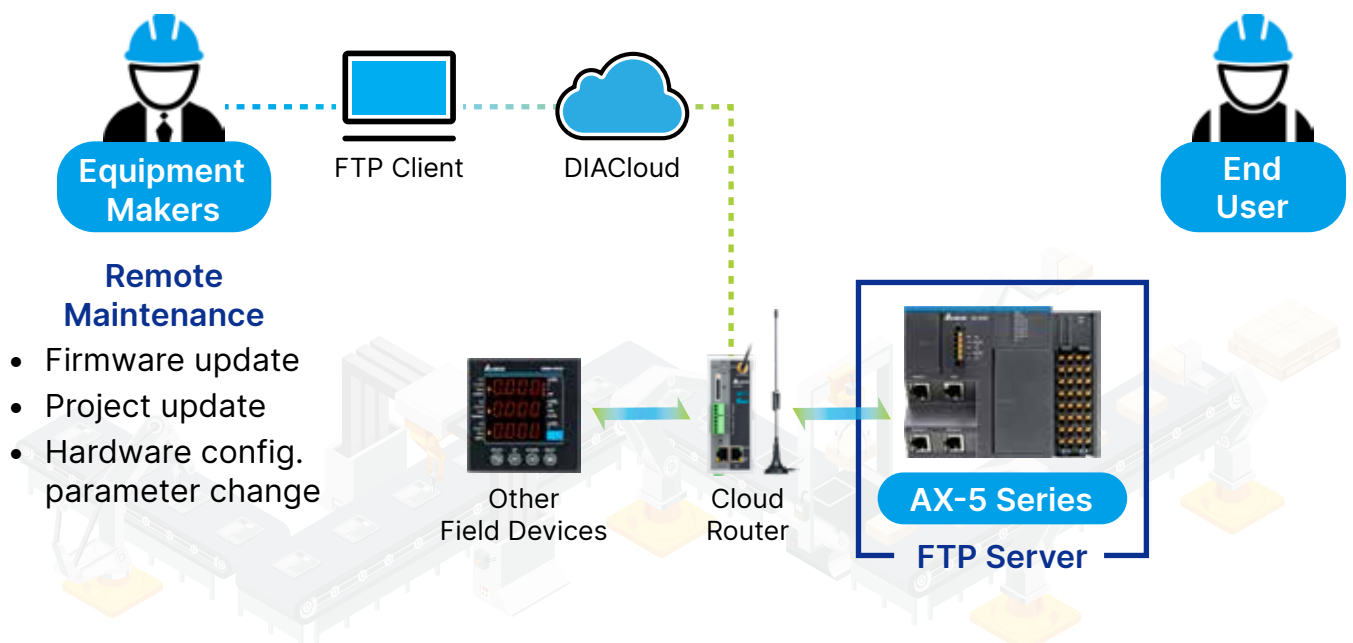 Equipment
Makers
FTP Client
DIACloud
End
User
Remote
Maintenance
• Firmware update
• Project update
• Hardware config.
parameter change
Other
Field Devices
Cloud
Router
AX-5 Series
FTP Server